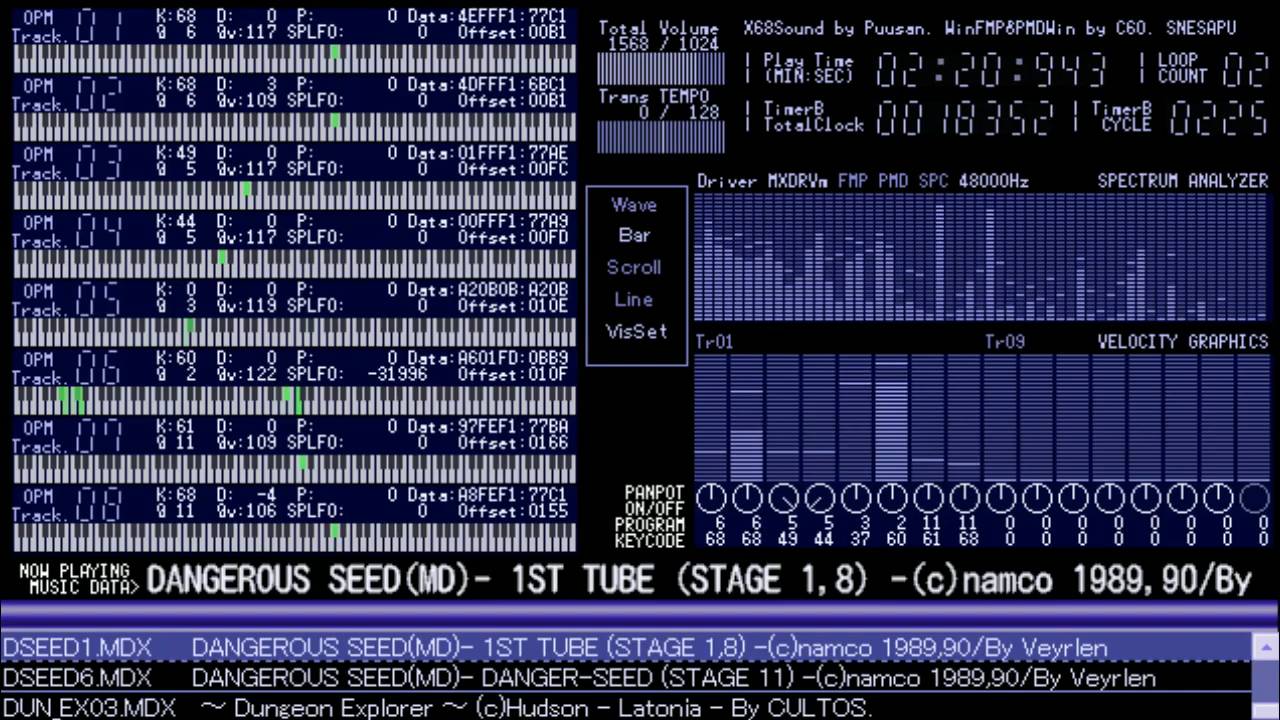 OPM Track. 01 K:68 D: 0 P: 0 Data:4EFFF1:77C1
@ 6 @v:117 SPLFO: 0 Offset:00B1
OPM Track. 02 K:68 D: 3 P: 0 Data:4DFFF1:6BC1
@ 6 @v:109 SPLFO: 0 Offset:00B1
OPM Track. 03 K:49 D: 0 P: 0 Data:01FFF1:77AE
@ 5 @v:117 SPLFO: 0 Offset:00FC
OPM Track. 04 K:44 D: 0 P: 0 Data:00FFF1:77A9
@ 5 @v:117 SPLFO: 0 Offset:00FD
OPM Track. 05 K: 0 D: 0 P: 0 Data:A20B0B:A20B
@ 3 @v:119 SPLFO: 0 Offset:010E
OPM Track. 06 K:60 D: 0 P: 0 Data:A601FD:0BB9
@ 2 @v:122 SPLFO: -31996 Offset:010F
OPM Track. 07 K:61 D: 0 P: 0 Data:97FEF1:77BA
@ 11 @v:109 SPLFO: 0 Offset:0166
OPM Track. 08 K:68 D: -4 P: 0 Data:A8FEF1:77C1
@ 11 @v:106 SPLFO: 0 Offset:0155
Total Volume
1568 / 1024
Trans TEMPO
0 / 128
X68Sound by Puusan. WinFMP&PMDWin by C60. SNESAPU
Play Time (MIN:SEC) 02:20:943 LOOP COUNT 02
TimerB TotalClock 0018352 TimerB CYCLE 0225
Wave
Bar
Scroll
Line
VisSet
Driver MXDRVm FMP PMD SPC 48000Hz SPECTRUM ANALYZER
Tr01 Tr09 VELOCITY GRAPHICS
PANPOT
ON/OFF
PROGRAM 6 6 5 5 3 2 11 11 0 0 0 0 0 0 0 0
KEYCODE 68 68 49 44 37 60 61 68 0 0 0 0 0 0 0 0
NOW PLAYING
MUSIC DATA> DANGEROUS SEED(MD)- 1ST TUBE (STAGE 1,8) -(c)namco 1989,90/By
DSEED1.MDX DANGEROUS SEED(MD)- 1ST TUBE (STAGE 1,8) -(c)namco 1989,90/By Veyrlen
DSEED6.MDX DANGEROUS SEED(MD)- DANGER-SEED (STAGE 11) -(c)namco 1989,90/By Veyrlen
DUN_EX03.MDX ～ Dungeon Explorer ～ (c)Hudson - Latonia - By CULTOS.